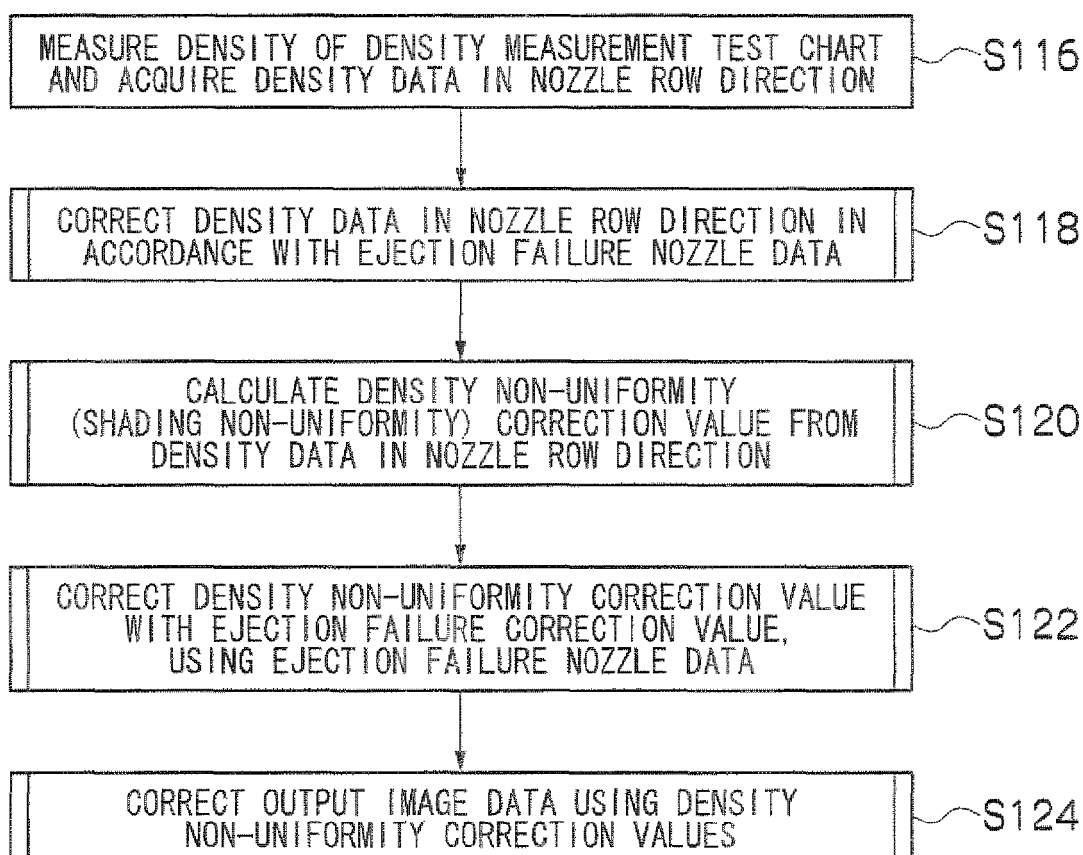 MEASURE DENSITY OF DENSITY MEASUREMENT TEST CHART
AND ACQUIRE DENSITY DATA IN NOZZLE ROW DIRECTION
S116
CORRECT DENSITY DATA IN NOZZLE ROW DIRECTION IN
ACCORDANCE WITH EJECTION FAILURE NOZZLE DATA
S118
CALCULATE DENSITY NON-UNIFORMITY
(SHADING NON-UNIFORMITY) CORRECTION VALUE FROM
DENSITY DATA IN NOZZLE ROW DIRECTION
S120
CORRECT DENSITY NON-UNIFORMITY CORRECTION VALUE
WITH EJECTION FAILURE CORRECTION VALUE,
USING EJECTION FAILURE NOZZLE DATA
S122
CORRECT OUTPUT IMAGE DATA USING DENSITY
NON-UNIFORMITY CORRECTION VALUES
S124